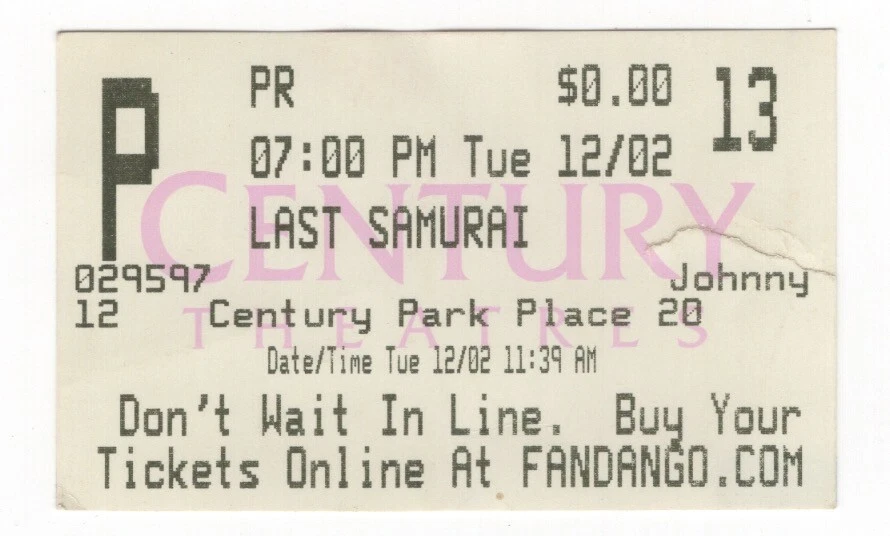 P PR $0.00 13
07:00 PM Tue 12/02
CENTURY
LAST SAMURAI
029597 Johnny
THEATRES
12 Century Park Place 20
Date/Time Tue 12/02 11:39 AM
Don't Wait In Line. Buy Your
Tickets Online At FANDANGO.COM